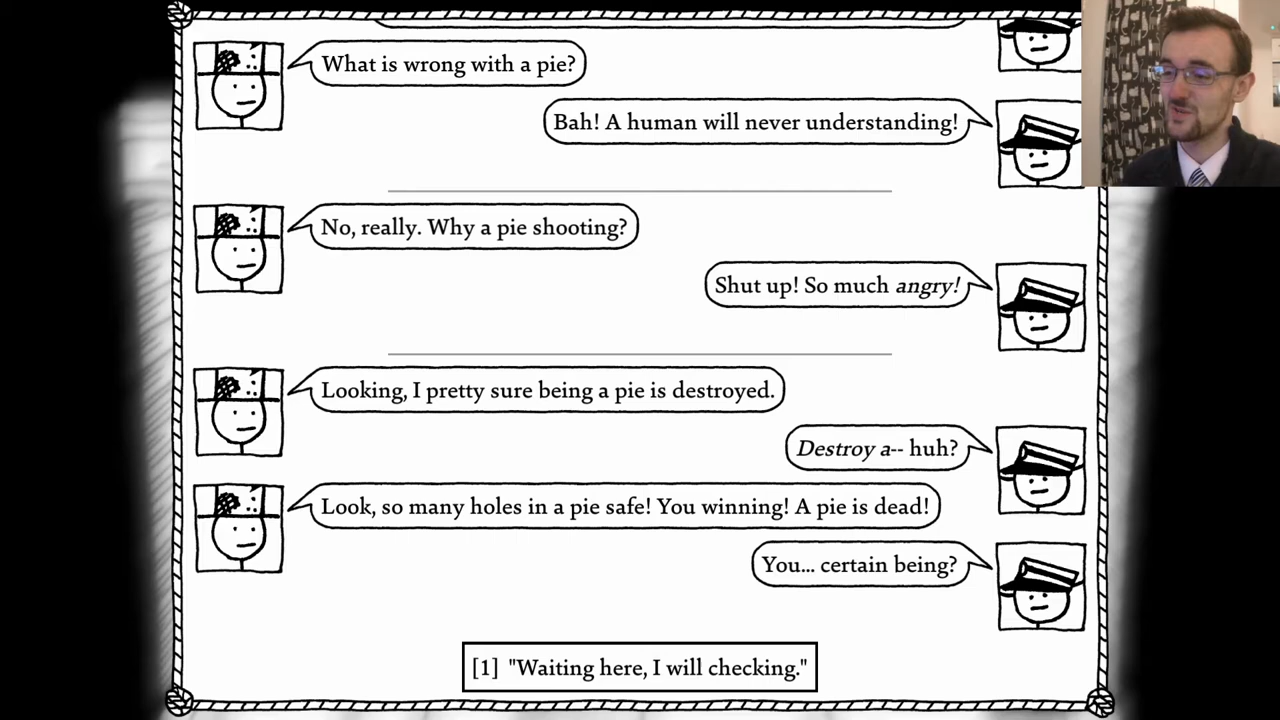 What is wrong with a pie?
Bah! A human will never understanding!
No, really. Why a pie shooting?
Shut up! So much angry!
Looking, I pretty sure being a pie is destroyed.
Destroy a-- huh?
Look, so many holes in a pie safe! You winning! A pie is dead!
You... certain being?
[1] "Waiting here, I will checking."